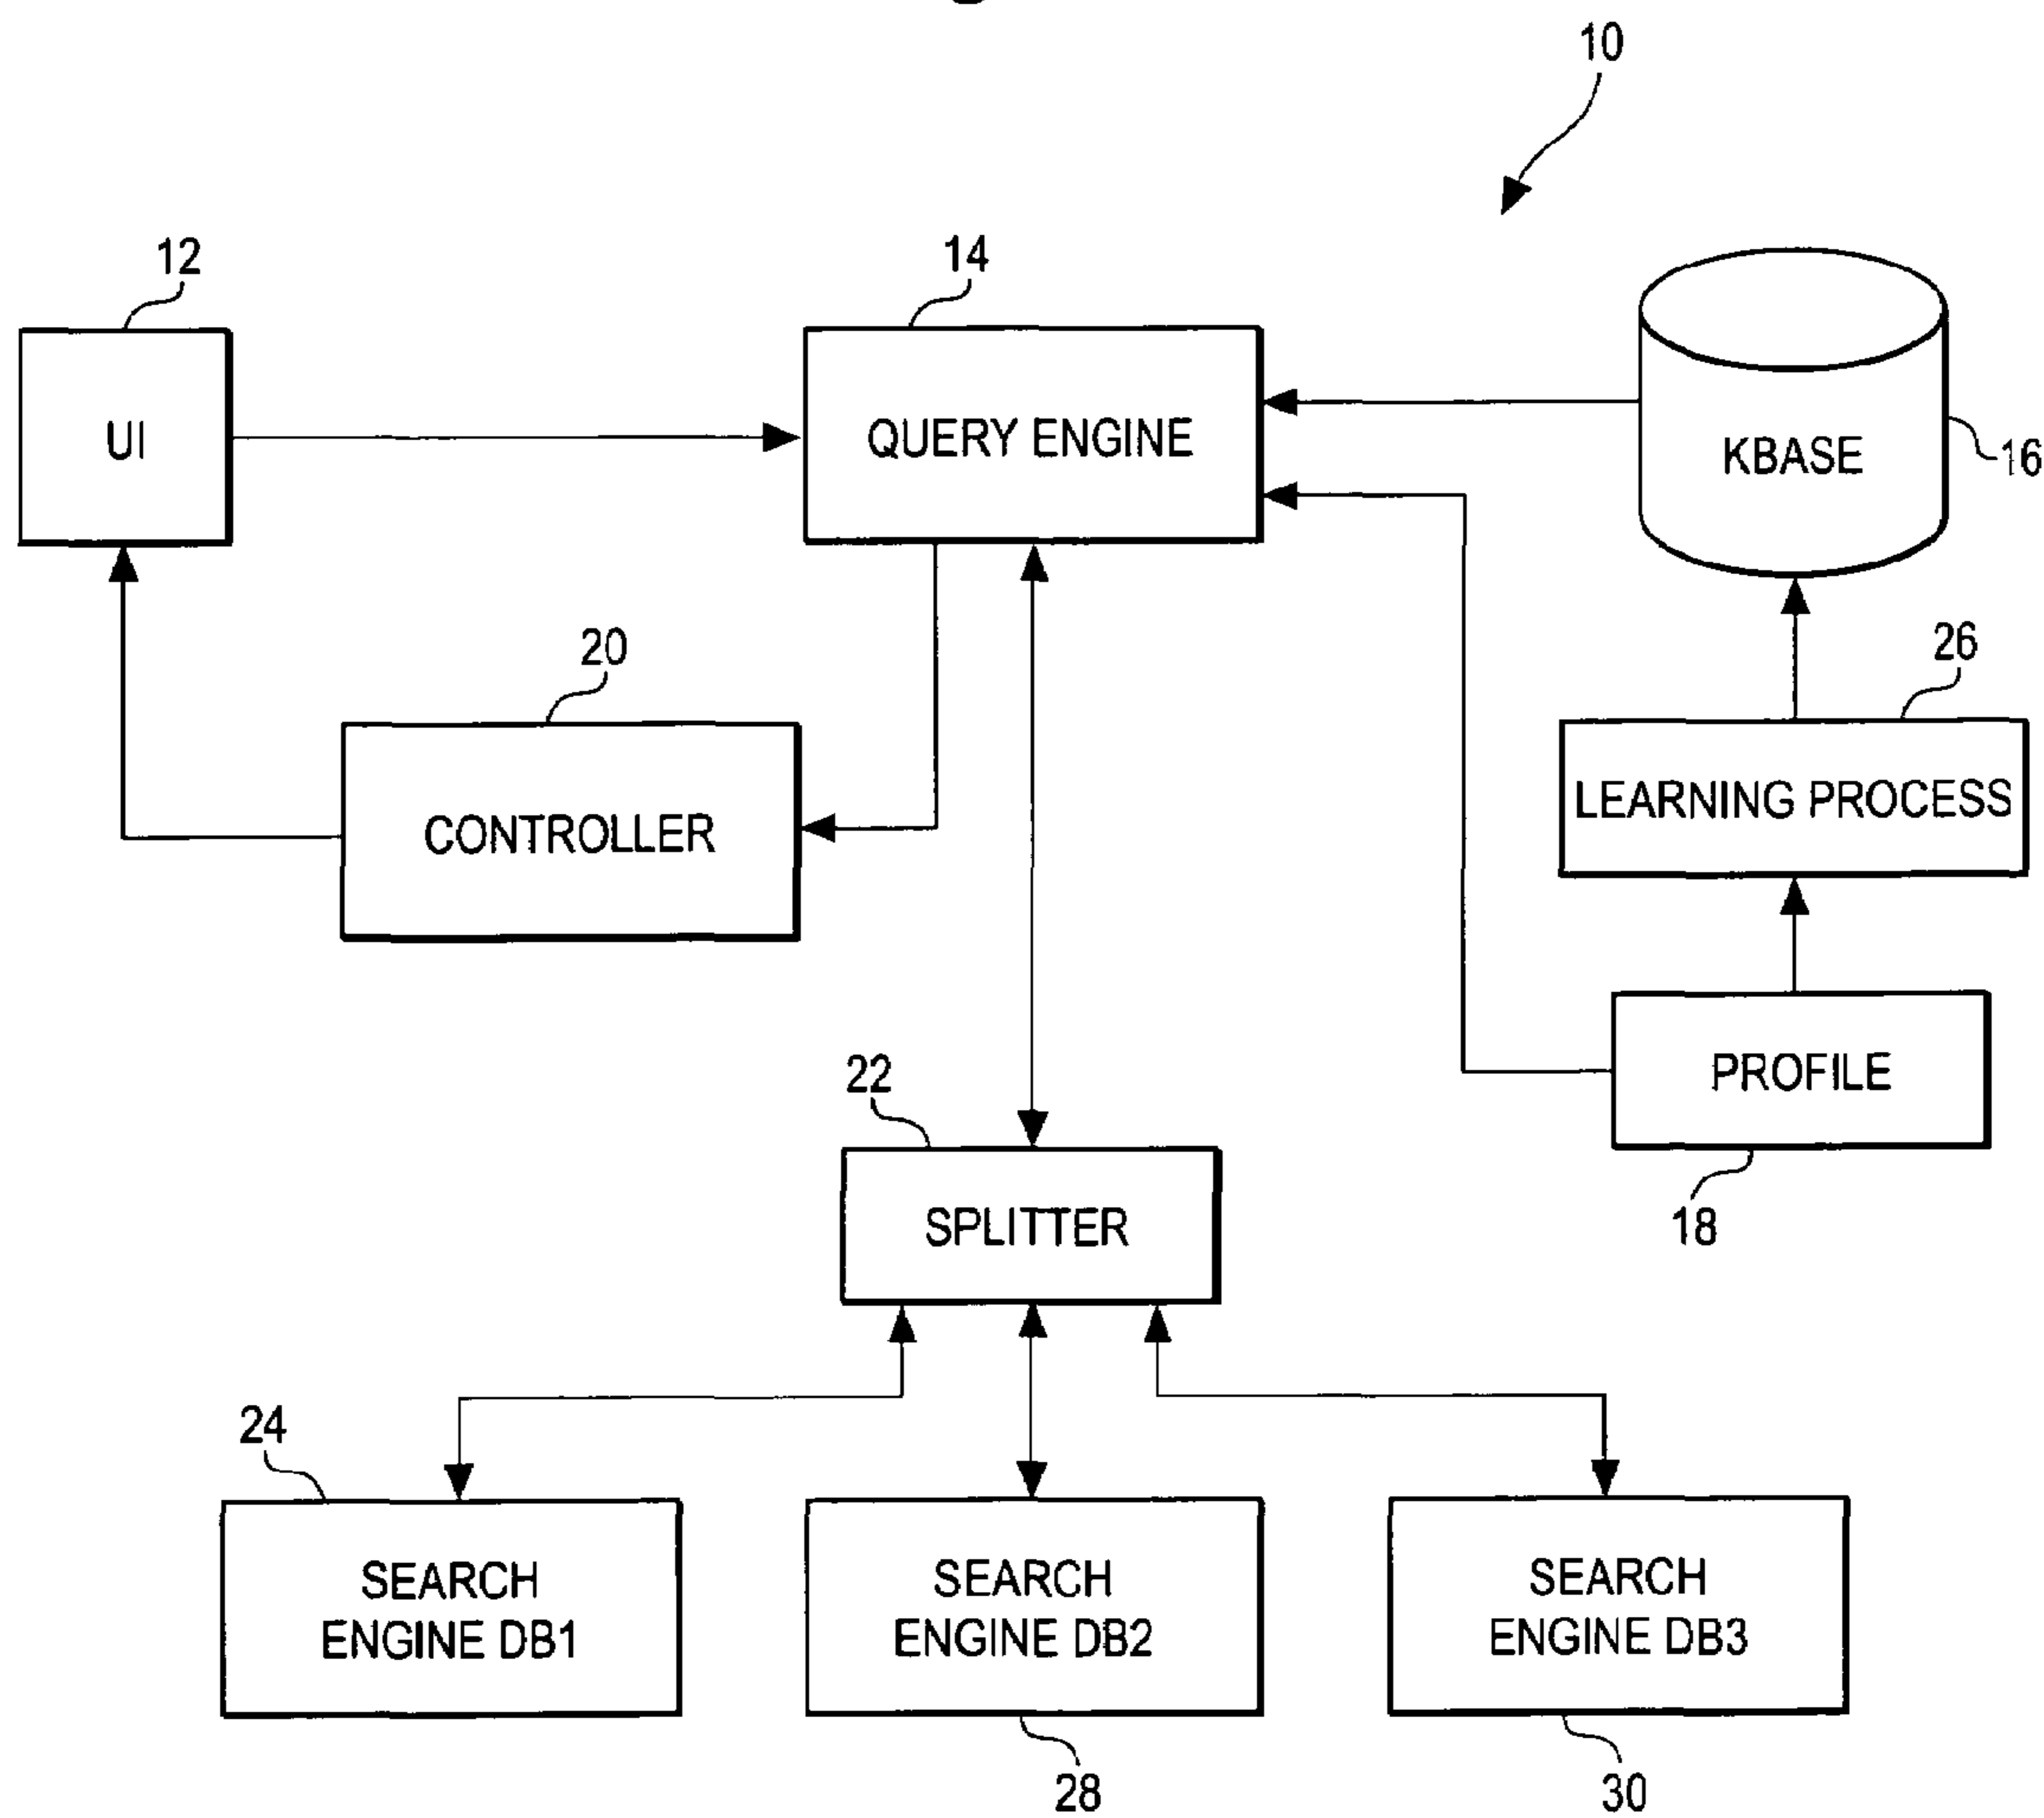 10
12
14
UI
QUERY ENGINE
KBASE
16
20
26
CONTROLLER
LEARNING PROCESS
22
PROFILE
18
SPLITTER
24
SEARCH
ENGINE DB1
SEARCH
ENGINE DB2
SEARCH
ENGINE DB3
28
30